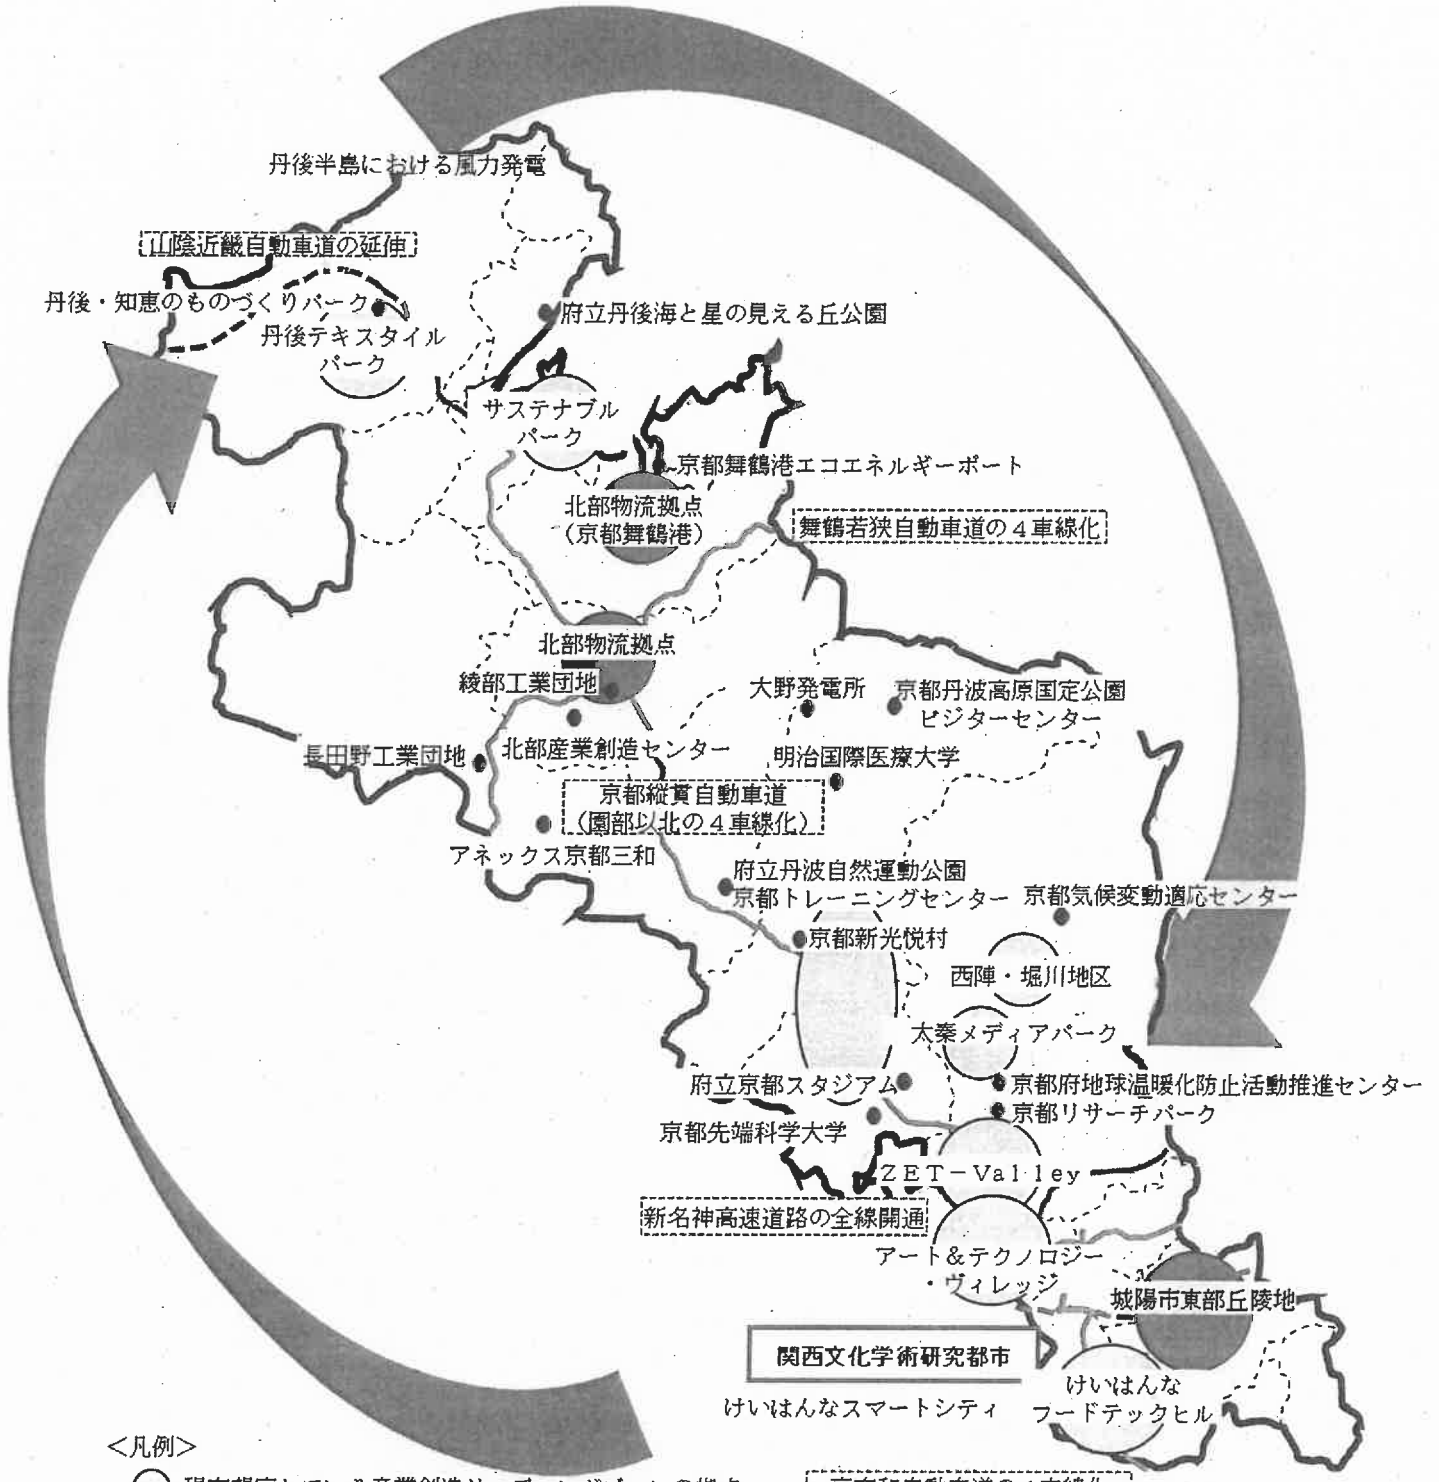 丹後半島における風力発電
山陰近畿自動車道の延伸
丹後・知恵のものづくりパーク
府立丹後海と星の見える丘公園
丹後テキスタイル
パーク
サステナブル
パーク
京都舞鶴港エコエネルギーポート
北部物流拠点
(京都舞鶴港)
舞鶴若狭自動車道の4車線化
北部物流拠点
綾部工業団地
大野発電所
京都丹波高原国定公園
ビジターセンター
長田野工業団地
北部産業創造センター
明治国際医療大学
京都縦貫自動車道
(園部以北の4車線化)
アネックス京都三和
府立丹波自然運動公園
京都トレーニングセンター
京都気候変動適応センター
京都新光悦村
西陣・堀川地区
太秦メディアパーク
府立京都スタジアム
京都府地球温暖化防止活動推進センター
京都リサーチパーク
京都先端科学大学
ZET-Valley
新名神高速道路の全線開通
アート&テクノロジー
・ヴィレッジ
城陽市東部丘陵地
関西文化学術研究都市
けいはんな
フードテックヒル
けいはんなスマートシティ
<凡例>